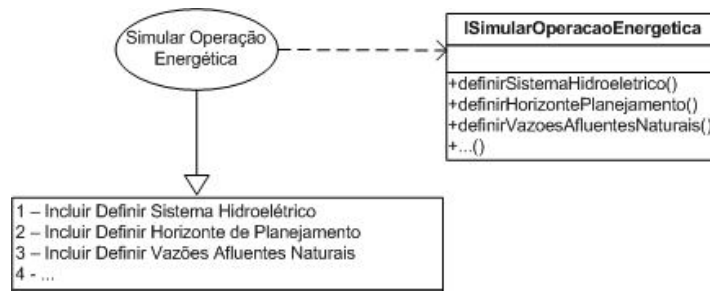 Simular Operação
Energética
ISimularOperacaoEnergetica
+definirSistemaHidroeletrico()
+definirHorizontePlanejamento()
+definirVazoesAfluentesNaturais()
+...()
1 – Incluir Definir Sistema Hidroelétrico
2 – Incluir Definir Horizonte de Planejamento
3 – Incluir Definir Vazões Afluentes Naturais
4 - ...